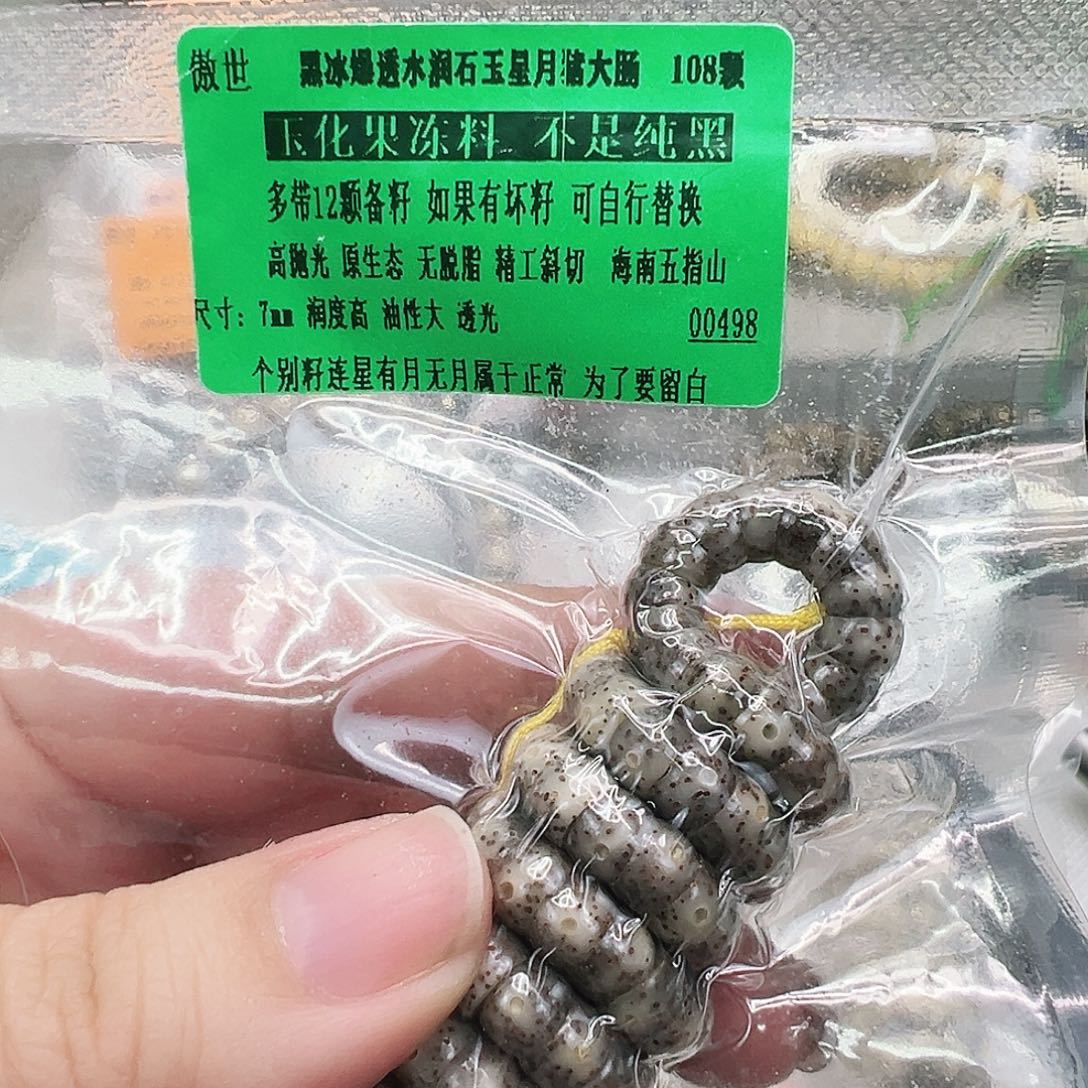 傲世 黑冰爆透水润石玉星月 大肠 108颗
玉化果冻料 不是纯黑
多带12颗备籽 如果有坏籽 可自行替换
高抛光 原生态 无脱脂 精工斜切 海南五指山
尺寸:7mm 润度高 油性大 透光 00498
个别籽连星有月无月属于正常 为了要留白